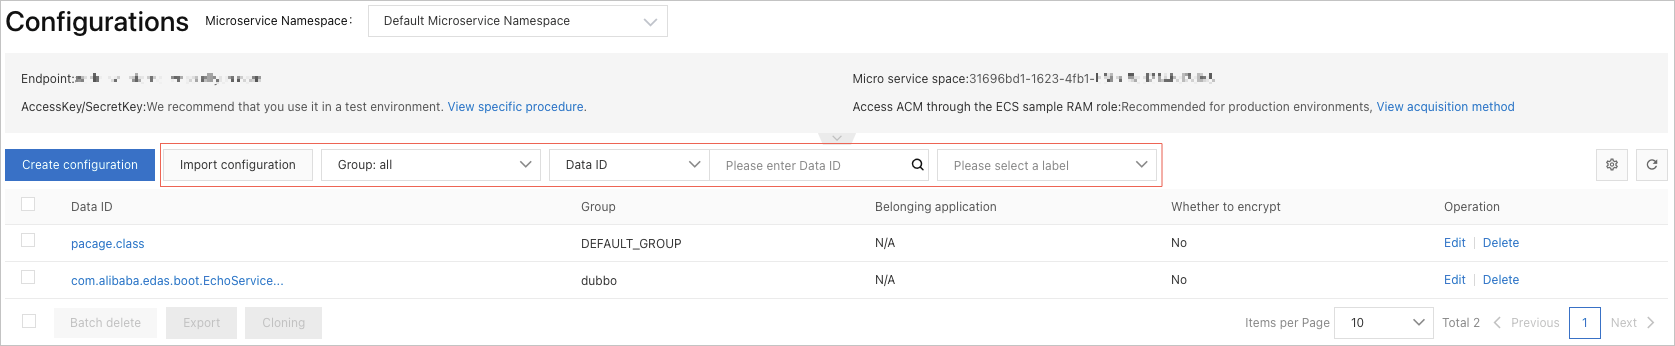 Configurations Microservice Namespace: Default Microservice Namespace
Endpoint: Micro service space:31696bd1-1623-4fb1-
AccessKey/SecretKey:We recommend that you use it in a test environment. View specific procedure. Access ACM through the ECS sample RAM role:Recommended for production environments, View acquisition method
Create configuration Import configuration Group: all Data ID Please enter Data ID Please select a label
Data ID Group Belonging application Whether to encrypt Operation
pacage.class DEFAULT_GROUP N/A No Edit Delete
com.alibaba.edas.boot.EchoService... dubbo N/A No Edit Delete
Batch delete Export Cloning Items per Page 10 Total 2 Previous 1 Next